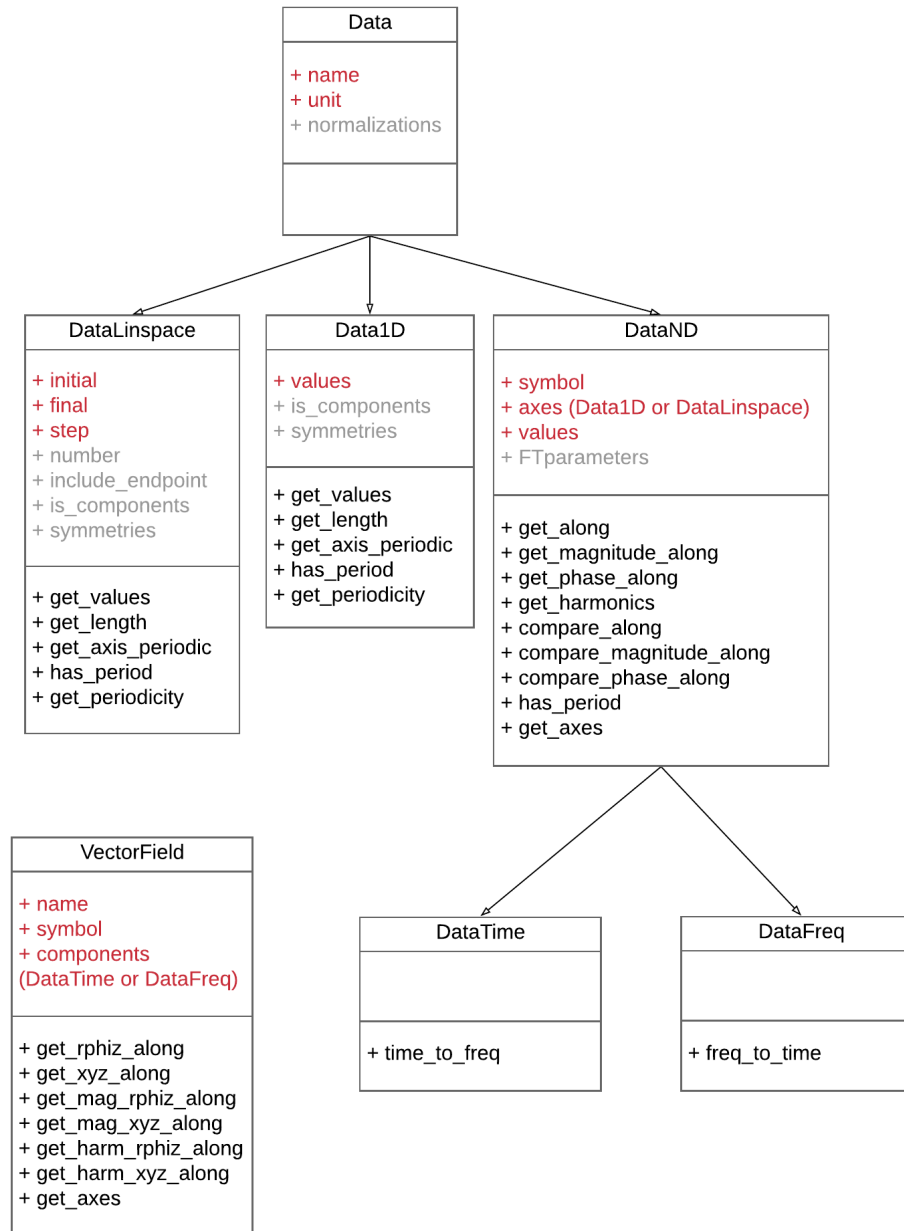 Data
+ name
+ unit
+ normalizations
DataLinspace
+ initial
+ final
+ step
+ number
+ include_endpoint
+ is_components
+ symmetries
+ get_values
+ get_length
+ get_axis_periodic
+ has_period
+ get_periodicity
Data1D
+ values
+ is_components
+ symmetries
+ get_values
+ get_length
+ get_axis_periodic
+ has_period
+ get_periodicity
DataND
+ symbol
+ axes (Data1D or DataLinspace)
+ values
+ FTparameters
+ get_along
+ get_magnitude_along
+ get_phase_along
+ get_harmonics
+ compare_along
+ compare_magnitude_along
+ compare_phase_along
+ has_period
+ get_axes
VectorField
+ name
+ symbol
+ components
(DataTime or DataFreq)
+ get_rphiz_along
+ get_xyz_along
+ get_mag_rphiz_along
+ get_mag_xyz_along
+ get_harm_rphiz_along
+ get_harm_xyz_along
+ get_axes
DataTime
+ time_to_freq
DataFreq
+ freq_to_time